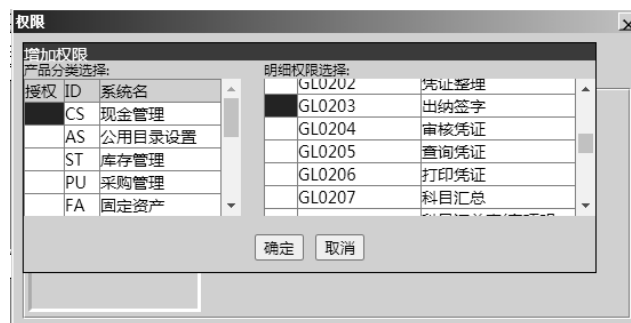 权限
增加权限
产品分类选择:
明细权限选择:
授权 ID 系统名
CS 现金管理
AS 公用目录设置
ST 库存管理
PU 采购管理
FA 固定资产
GL0202 凭证整理
GL0203 出纳签字
GL0204 审核凭证
GL0205 查询凭证
GL0206 打印凭证
GL0207 科目汇总
确定 取消